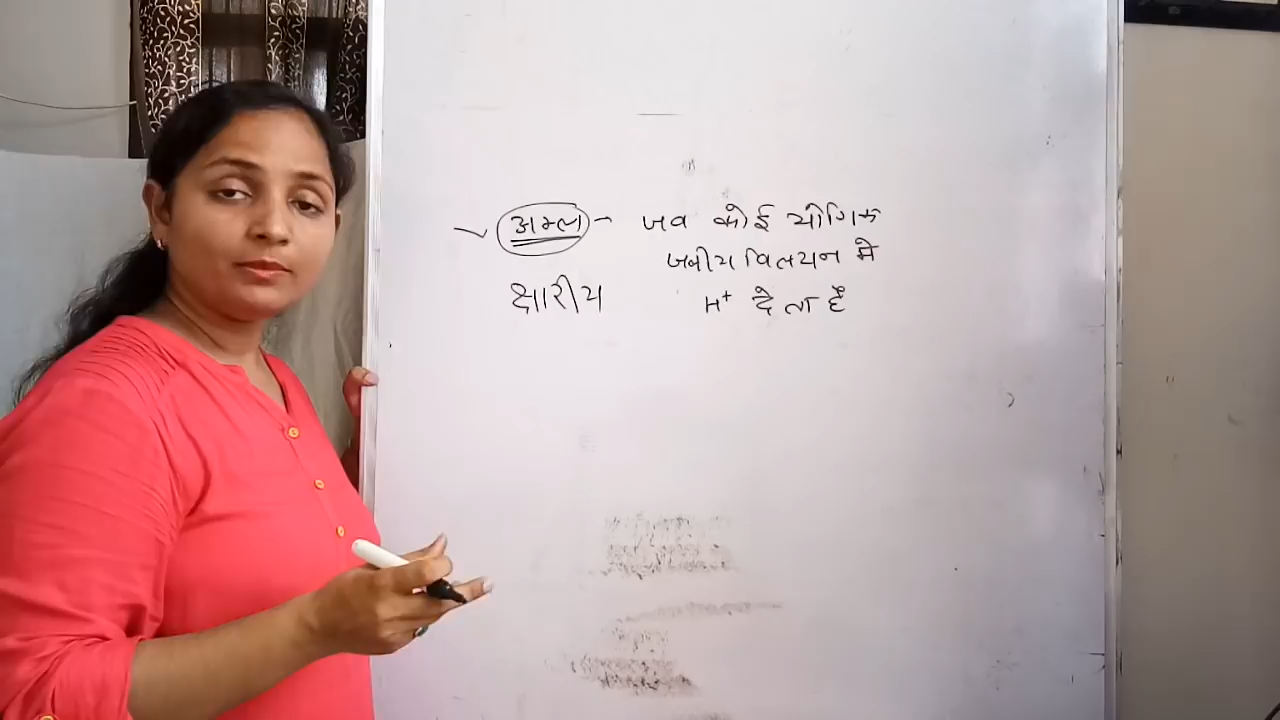 अम्ल - जब कोई यौगिक
जलीय विलयन मे
क्षारीय H+ देता है